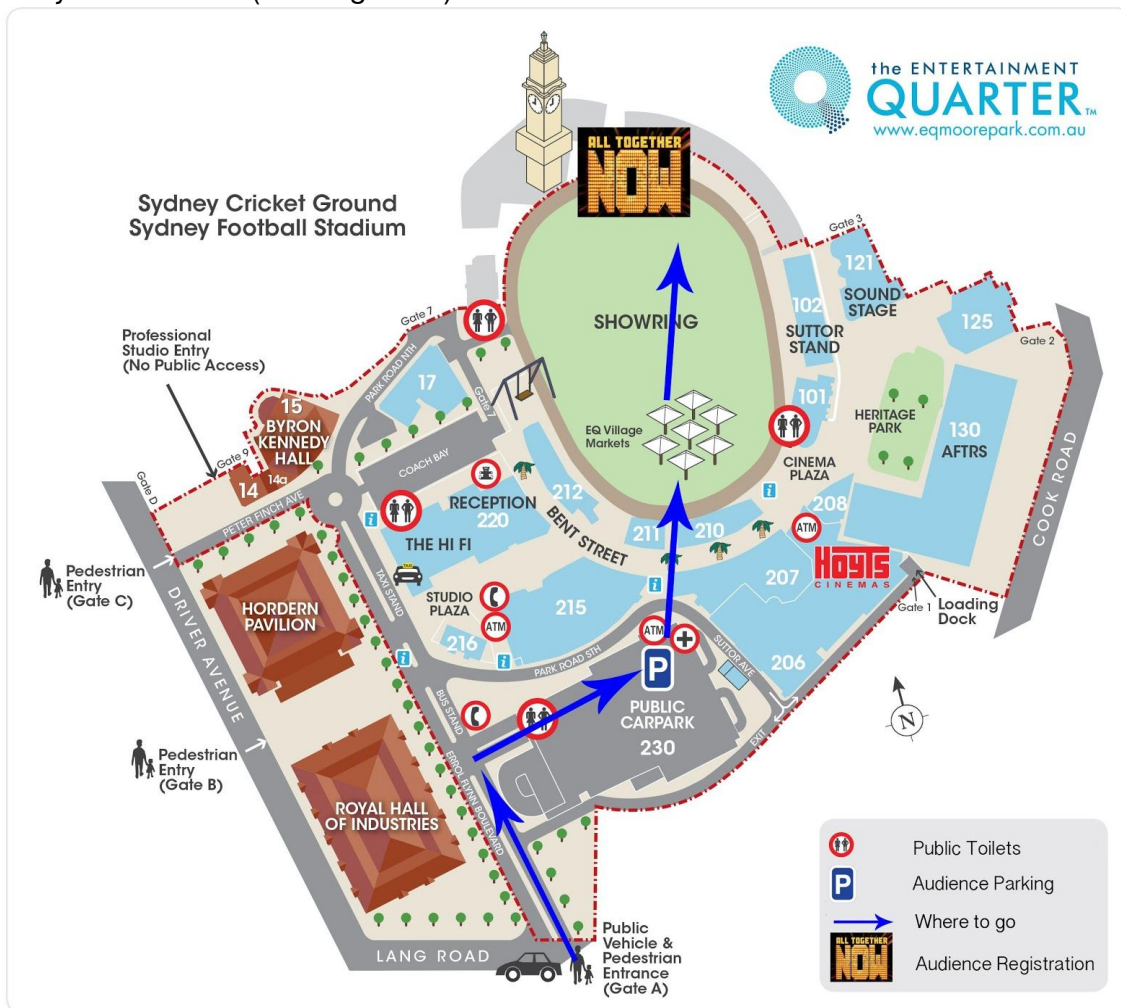 the ENTERTAINMENT
QUARTER TM
www.eqmoorepark.com.au
ALL TOGETHER
NOW
Sydney Cricket Ground
Sydney Football Stadium
Gate 3
121
SOUND
STAGE
102
SUTTOR
STAND
125
Gate 2
SHOWRING
Gate 7
Professional
Studio Entry
(No Public Access)
PARK ROAD NTH
17
Gate 7
101
EQ Village
Markets
HERITAGE
PARK
130
AFTRS
COOK ROAD
15
BYRON
KENNEDY
HALL
Gate 9
14
14a
COACH BAY
CINEMA
PLAZA
Gate D
PETER FINCH AVE
RECEPTION
220
212
BENT STREET
211
210
208
ATM
i
i
THE HI FI
HOYTS
CINEMAS
207
Pedestrian
Entry
(Gate C)
TAXI
TAXI STAND
STUDIO
PLAZA
215
i
Gate 1
Loading
Dock
HORDERN
PAVILION
DRIVER AVENUE
ATM
216
i
i
ATM
PARK ROAD STH
SUTTOR AVE
206
P
PUBLIC
CARPARK
230
BUS STAND
EXIT
N
Pedestrian
Entry
(Gate B)
ERROL FLYNN BOULEVARD
ROYAL HALL
OF INDUSTRIES
LANG ROAD
Public
Vehicle &
Pedestrian
Entrance
(Gate A)
Public Toilets
P
Audience Parking
Where to go
ALL TOGETHER
NOW
Audience Registration